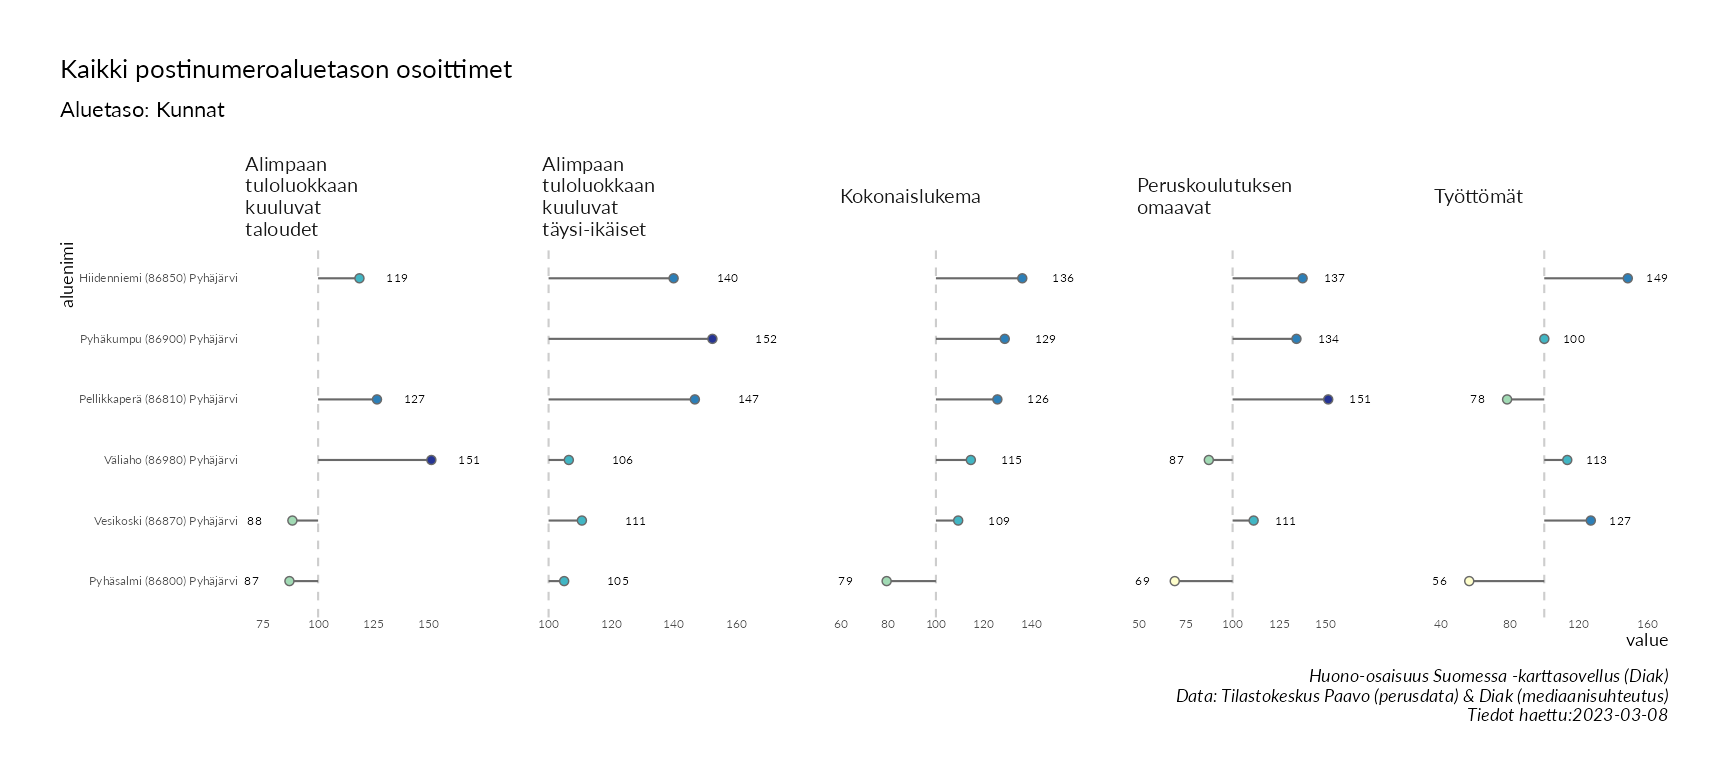 Kaikki postinumeroaluetason osoittimet
Aluetaso: Kunnat
Alimpaan
tuloluokkaan
kuuluvat
taloudet
Alimpaan
tuloluokkaan
kuuluvat
täysi-ikäiset
Kokonaislukema
Peruskoulutuksen
omaavat
Työttömät
aluenimi
Hiidenniemi (86850) Pyhäjärvi 119 140 136 137 149
Pyhäkumpu (86900) Pyhäjärvi 152 129 134 100
Pellikkaperä (86810) Pyhäjärvi 127 147 126 151 78
Väliaho (86980) Pyhäjärvi 151 106 115 87 113
Vesikoski (86870) Pyhäjärvi 88 111 109 111 127
Pyhäsalmi (86800) Pyhäjärvi 87 105 79 69 56
75 100 125 150 100 120 140 160 60 80 100 120 140 50 75 100 125 150 40 80 120 160
value
Huono-osaisuus Suomessa -karttasovellus (Diak)
Data: Tilastokeskus Paavo (perusdata) & Diak (mediaanisuhteutus)
Tiedot haettu:2023-03-08